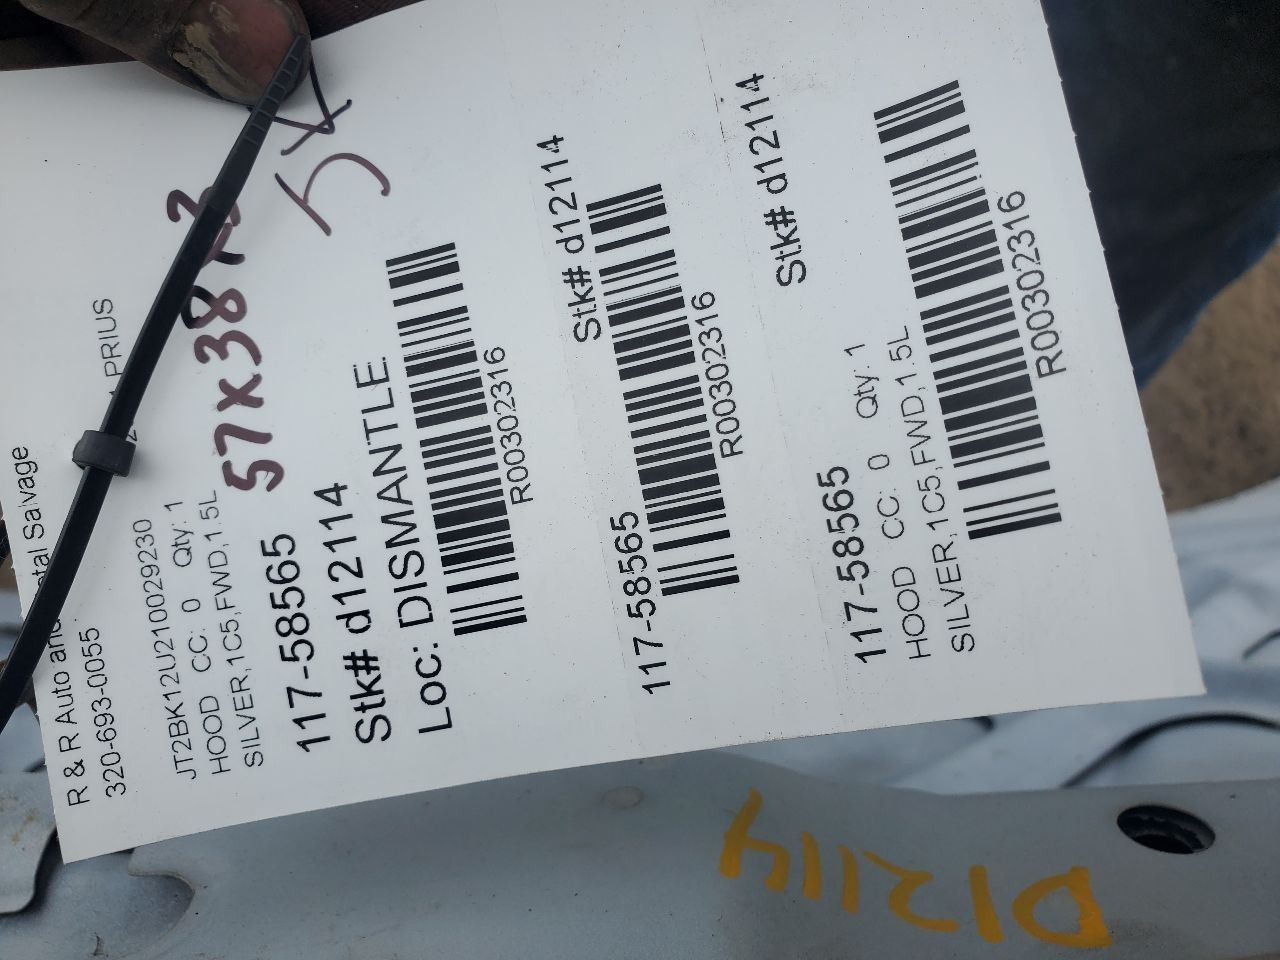 R & R Auto and etal Salvage
320-693-0055
PRIUS
JT2BK12U210029230
HOOD CC: 0 Qty: 1
SILVER,1C5,FWD,1.5L
57x38x3
117-58565
Stk# d12114
Loc: DISMANTLE
R00302316
Stk# d12114
117-58565
R00302316
Stk# d12114
117-58565
HOOD CC: 0 Qty: 1
SILVER,1C5,FWD,1.5L
R00302316
D12114